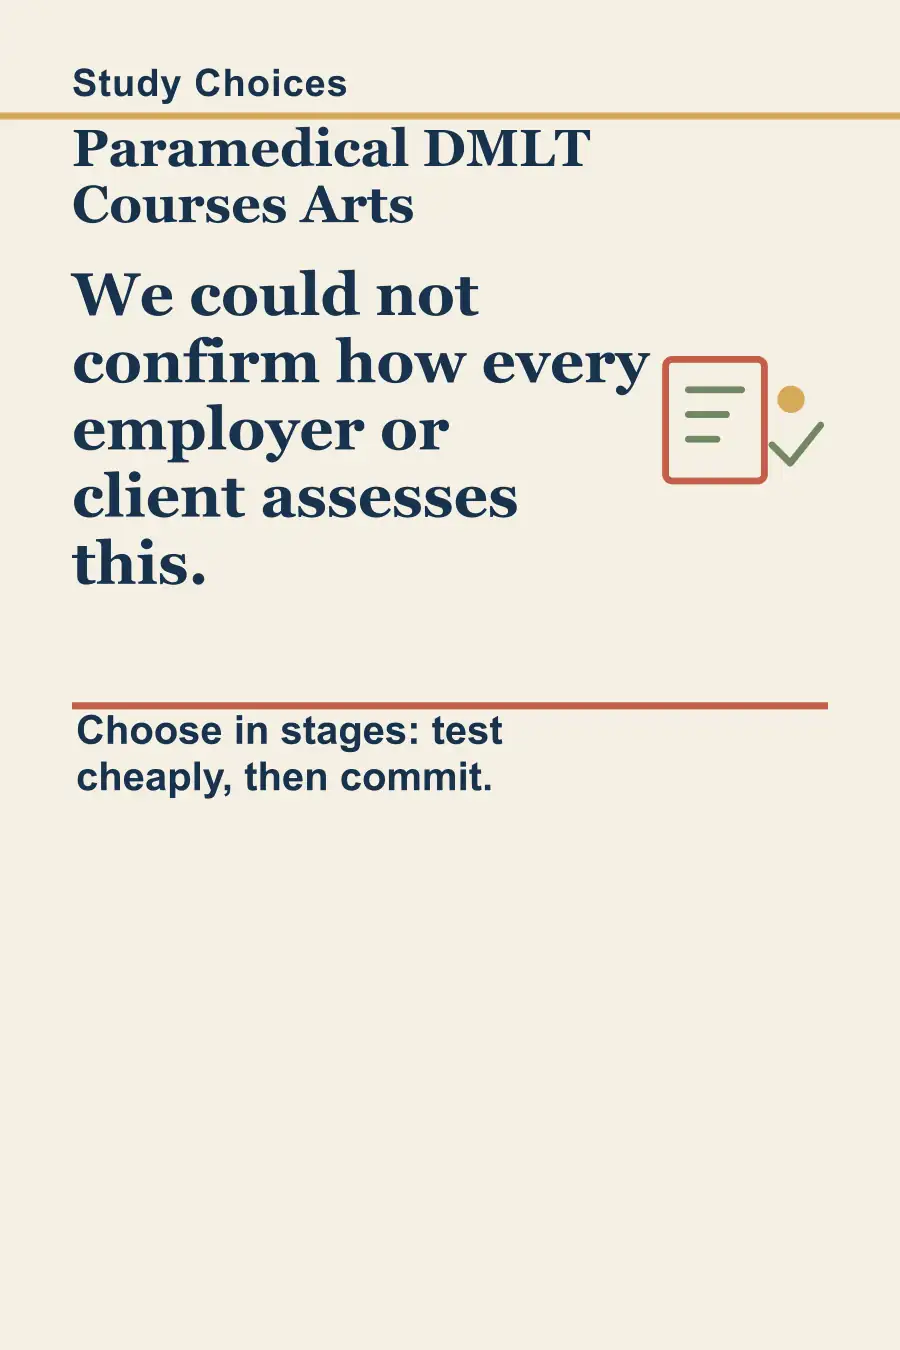 Study Choices
Paramedical DMLT
Courses Arts
We could not
confirm how every
employer or
client assesses
this.
Choose in stages: test
cheaply, then commit.